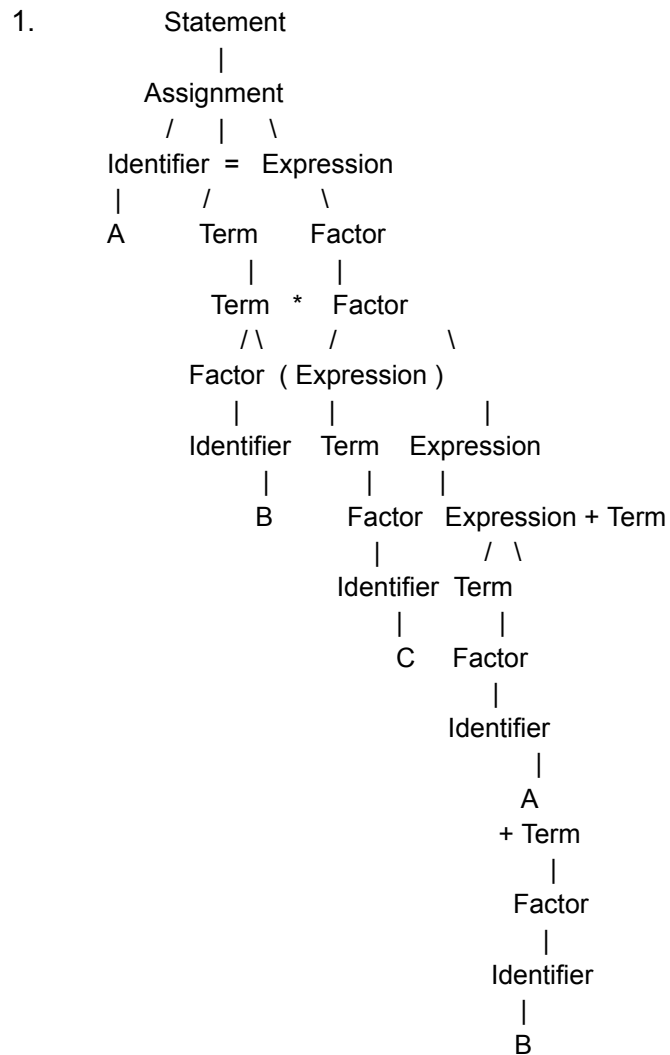 1. Statement
|
Assignment
/ | \
Identifier = Expression
| / \
A Term Factor
| |
Term * Factor
/ \ / \
Factor ( Expression )
| | |
Identifier Term Expression
| | |
B Factor Expression + Term
| / \
Identifier Term
| |
C Factor
|
Identifier
|
A
+ Term
|
Factor
|
Identifier
|
B